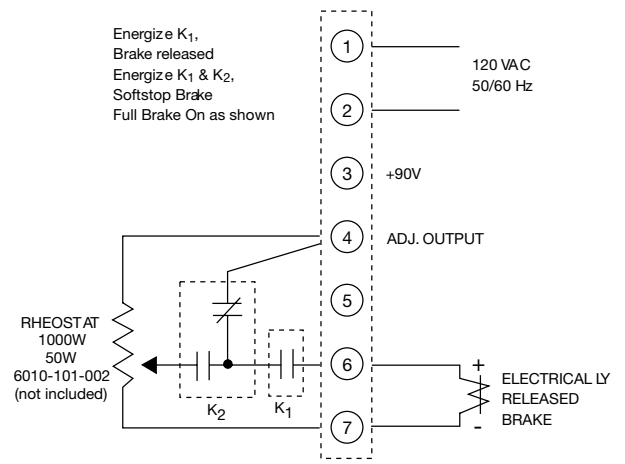 Energize K1,
Brake released
Energize K1 & K2,
Softstop Brake
Full Brake On as shown
1
120 VAC
50/60 Hz
2
3
+90V
4
ADJ. OUTPUT
5
RHEOSTAT
1000W
50W
6010-101-002
(not included)
K2
K1
6
7
+
ELECTRICAL LY
RELEASED
BRAKE
-